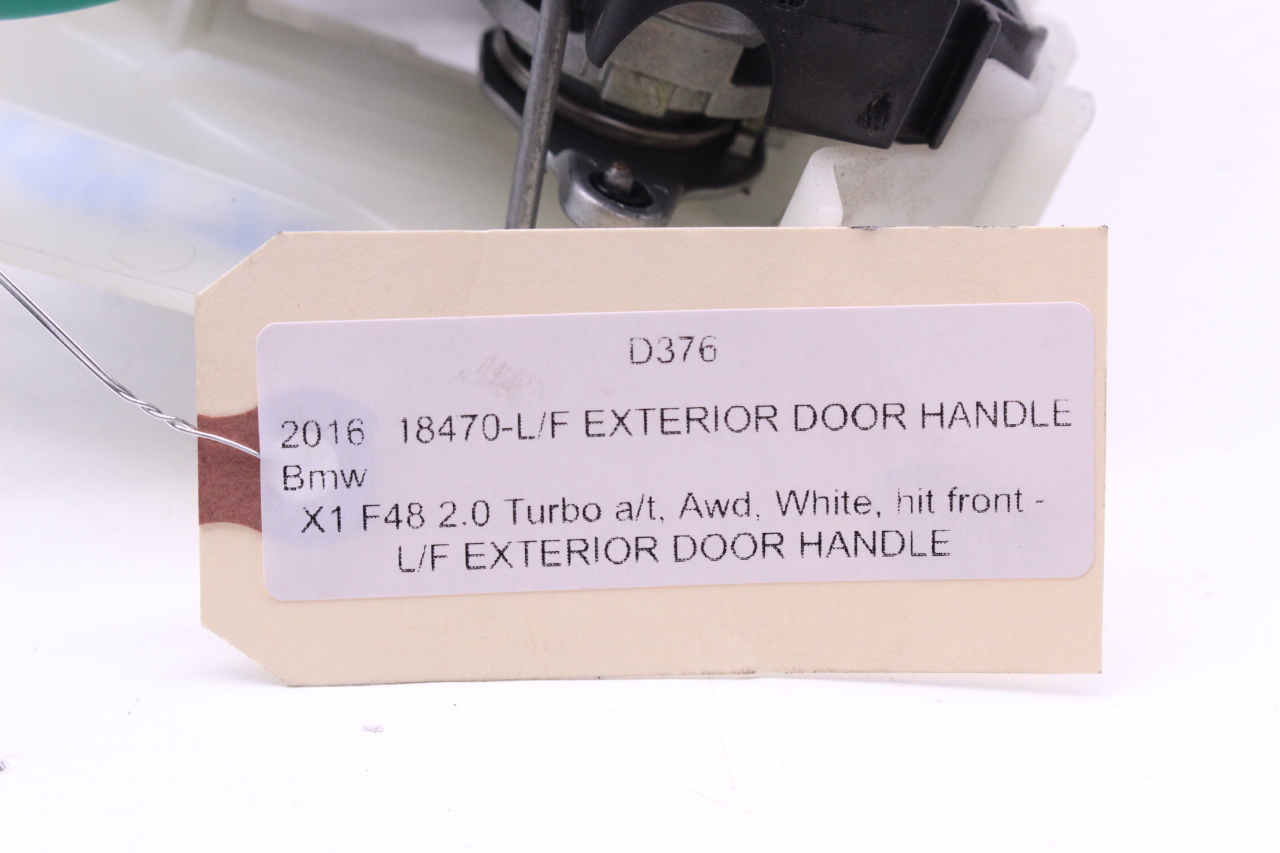 D376
2016 18470-L/F EXTERIOR DOOR HANDLE
Bmw
X1 F48 2.0 Turbo a/t, Awd, White, hit front -
L/F EXTERIOR DOOR HANDLE